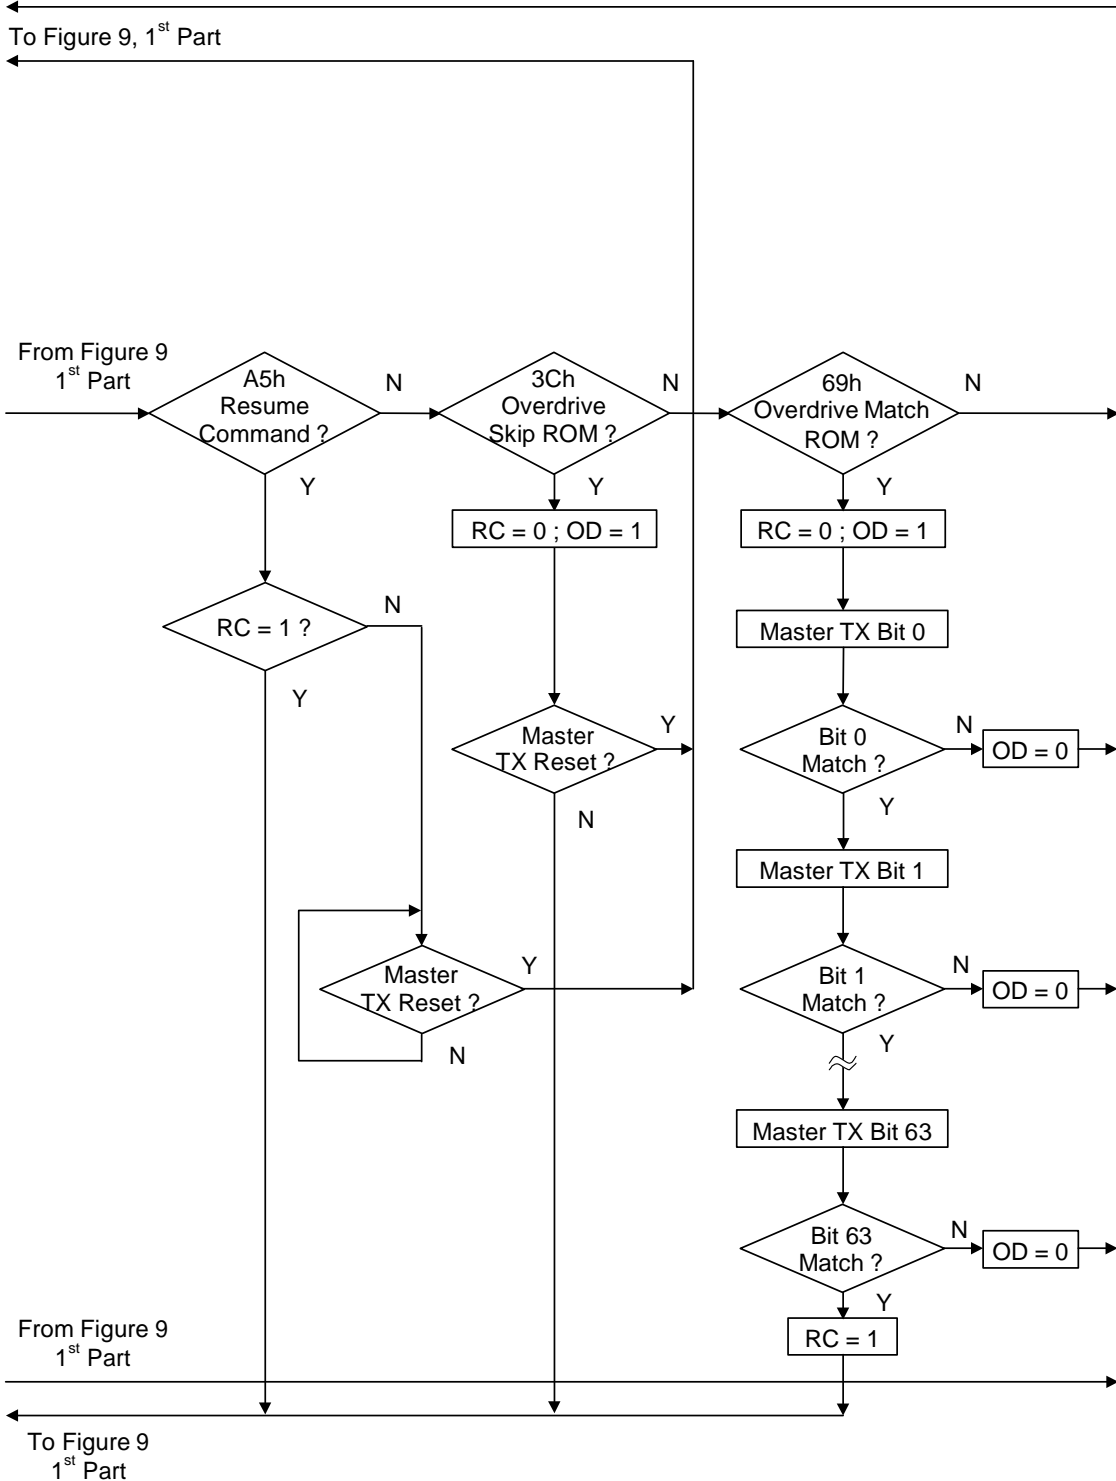 To Figure 9, 1st Part
From Figure 9
1st Part
A5h
Resume
Command ?
N
Y
3Ch
Overdrive
Skip ROM ?
N
Y
69h
Overdrive Match
ROM ?
N
Y
RC = 0 ; OD = 1
RC = 0 ; OD = 1
RC = 1 ?
N
Y
Master TX Bit 0
Master
TX Reset ?
Y
N
Bit 0
Match ?
N
OD = 0
Y
Master TX Bit 1
Master
TX Reset ?
Y
N
Bit 1
Match ?
N
OD = 0
Y
Master TX Bit 63
Bit 63
Match ?
N
OD = 0
Y
RC = 1
From Figure 9
1st Part
To Figure 9
1st Part